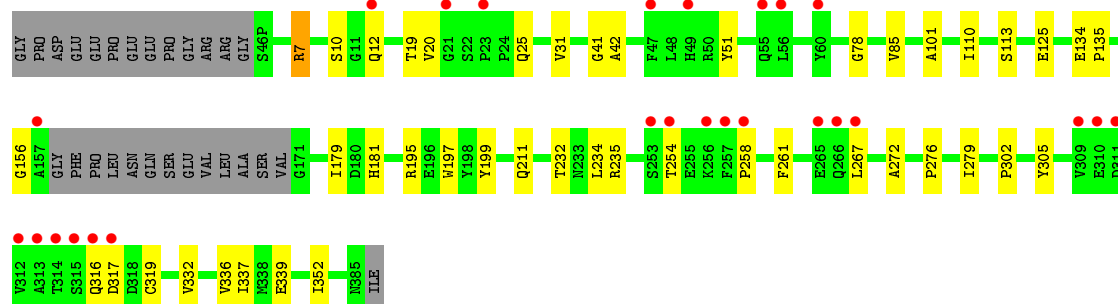 GLY PRO ASP GLU GLU PRO GLU GLU PRO GLY ARG ARG GLY S46P R7 S10 G11 Q12 T19 V20 G21 S22 P23 P24 Q25 V31 G41 A42 F47 L48 H49 R50 Y51 Q55 L56 Y60 G78 V85 A101 I110 S113 E125 E134 P135
G156 A157 GLY PHE PRO LEU ASN GLN SER GLU VAL LEU ALA SER VAL G171 I179 D180 H181 R195 E196 W197 Y198 Y199 Q211 T232 N233 L234 R235 S253 T254 E255 K256 F257 P258 F261 E265 Q266 L267 A272 P276 I279 P302 Y305 V309 E310 D311
V312 A313 T314 S315 Q316 D317 D318 C319 V332 V336 I337 M338 E339 I352 N385 ILE